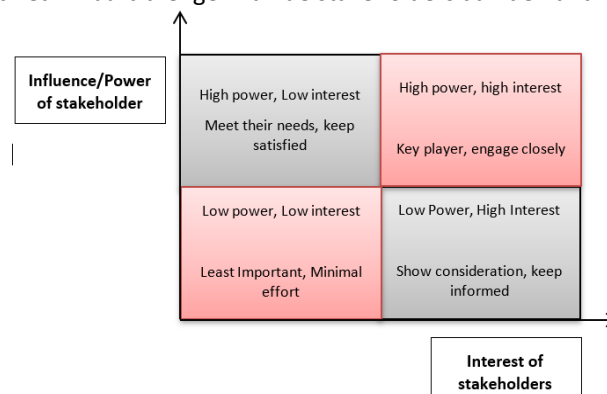 Influence/Power
of stakeholder
High power, Low interest
Meet their needs, keep
satisfied
High power, high interest
Key player, engage closely
Low power, Low interest
Least Important, Minimal
effort
Low Power, High Interest
Show consideration, keep
informed
Interest of
stakeholders